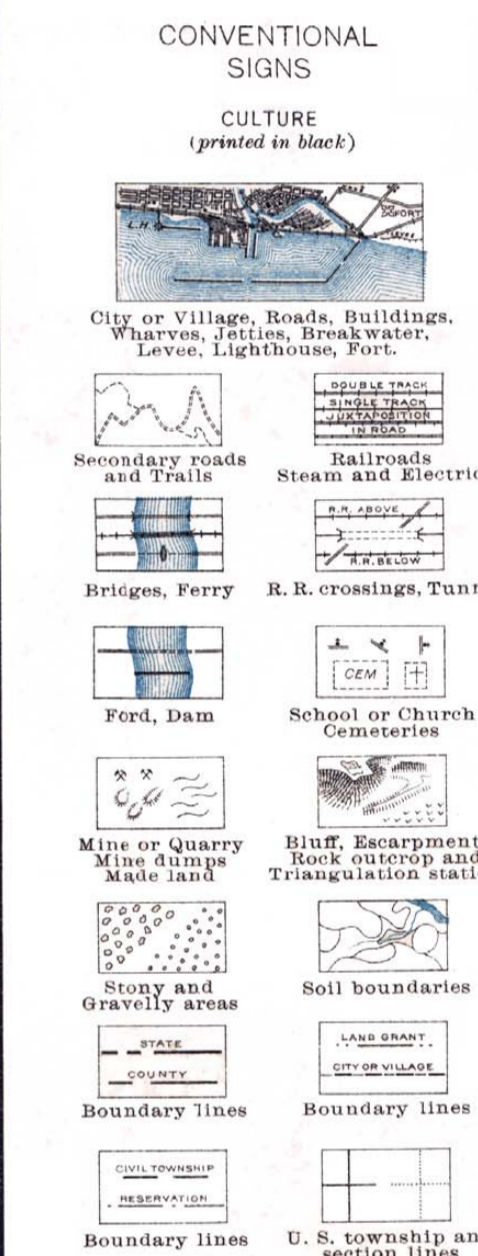 CONVENTIONAL
SIGNS
CULTURE
(printed in black)
L.H.
FORT
LEVEE
City or Village, Roads, Buildings,
Wharves, Jetties, Breakwater,
Levee, Lighthouse, Fort.
Secondary roads
and Trails
DOUBLE TRACK
SINGLE TRACK
JUXTAPOSITION
IN ROAD
Railroads
Steam and Electric
Bridges, Ferry
R.R. ABOVE
R.R. BELOW
R. R. crossings, Tunn
Ford, Dam
CEM
School or Church
Cemeteries
Mine or Quarry
Mine dumps
Made land
Bluff, Escarpment
Rock outcrop and
Triangulation stati
Stony and
Gravelly areas
Soil boundaries
STATE
COUNTY
Boundary lines
LAND GRANT
CITY OR VILLAGE
Boundary lines
CIVIL TOWNSHIP
RESERVATION
Boundary lines
U. S. township an
section lines